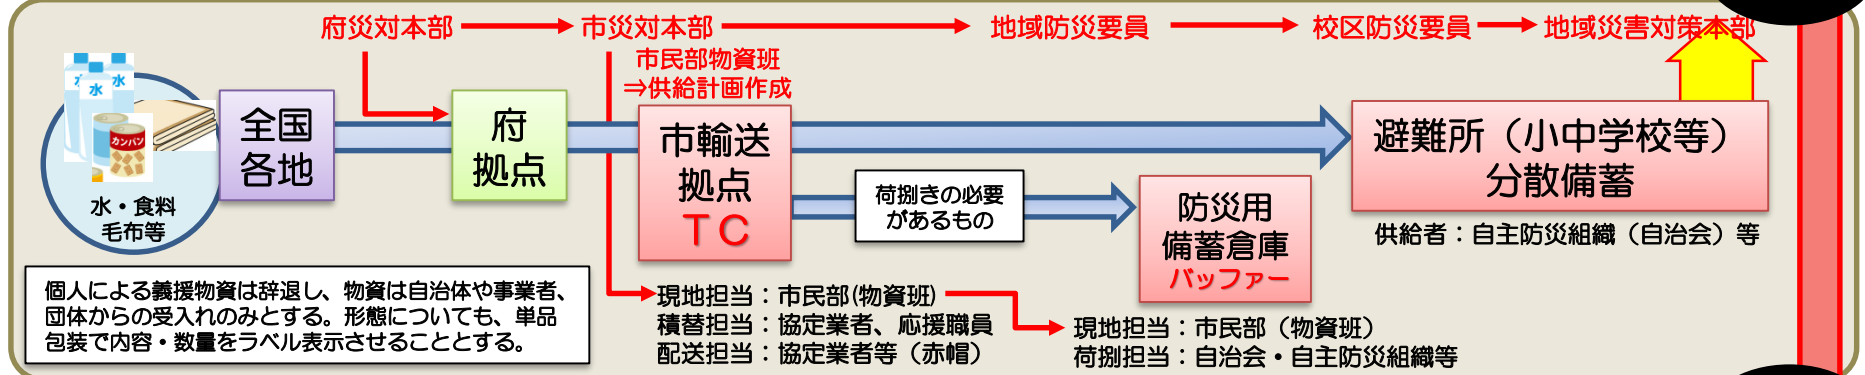 府災対本部
市災対本部
地域防災要員
校区防災要員
地域災害対策本部
市民部物資班
⇒供給計画作成
水
水
水
カンパン
水・食料
毛布等
全国
各地
府
拠点
市輸送
拠点
TC
荷捌きの必要
があるもの
防災用
備蓄倉庫
バッファー
避難所（小中学校等）
分散備蓄
供給者：自主防災組織（自治会）等
個人による義援物資は辞退し、物資は自治体や事業者、
団体からの受入れのみとする。形態についても、単品
包装で内容・数量をラベル表示させることとする。
現地担当：市民部(物資班)
積替担当：協定業者、応援職員
配送担当：協定業者等（赤帽）
現地担当：市民部（物資班）
荷捌担当：自治会・自主防災組織等